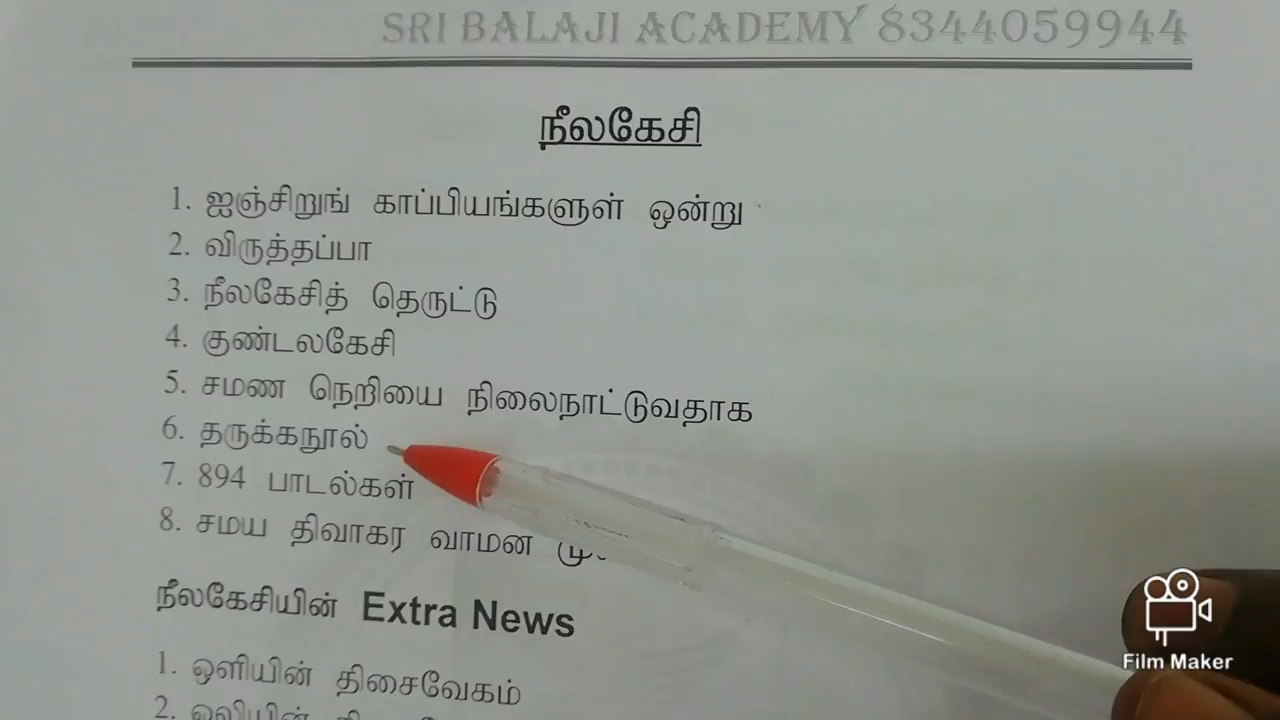 SRI BALAJI ACADEMY 8344059944
நீலகேசி
1. ஐஞ்சிறுங் காப்பியங்களுள் ஒன்று
2. விருத்தப்பா
3. நீலகேசித் தெருட்டு
4. குண்டலகேசி
5. சமண நெறியை நிலைநாட்டுவதாக
6. தருக்கநூல்
7. 894 பாடல்கள்
8. சமய திவாகர வாமன
நீலகேசியின் Extra News
1. ஒளியின் திசைவேகம்
2.
Film Maker